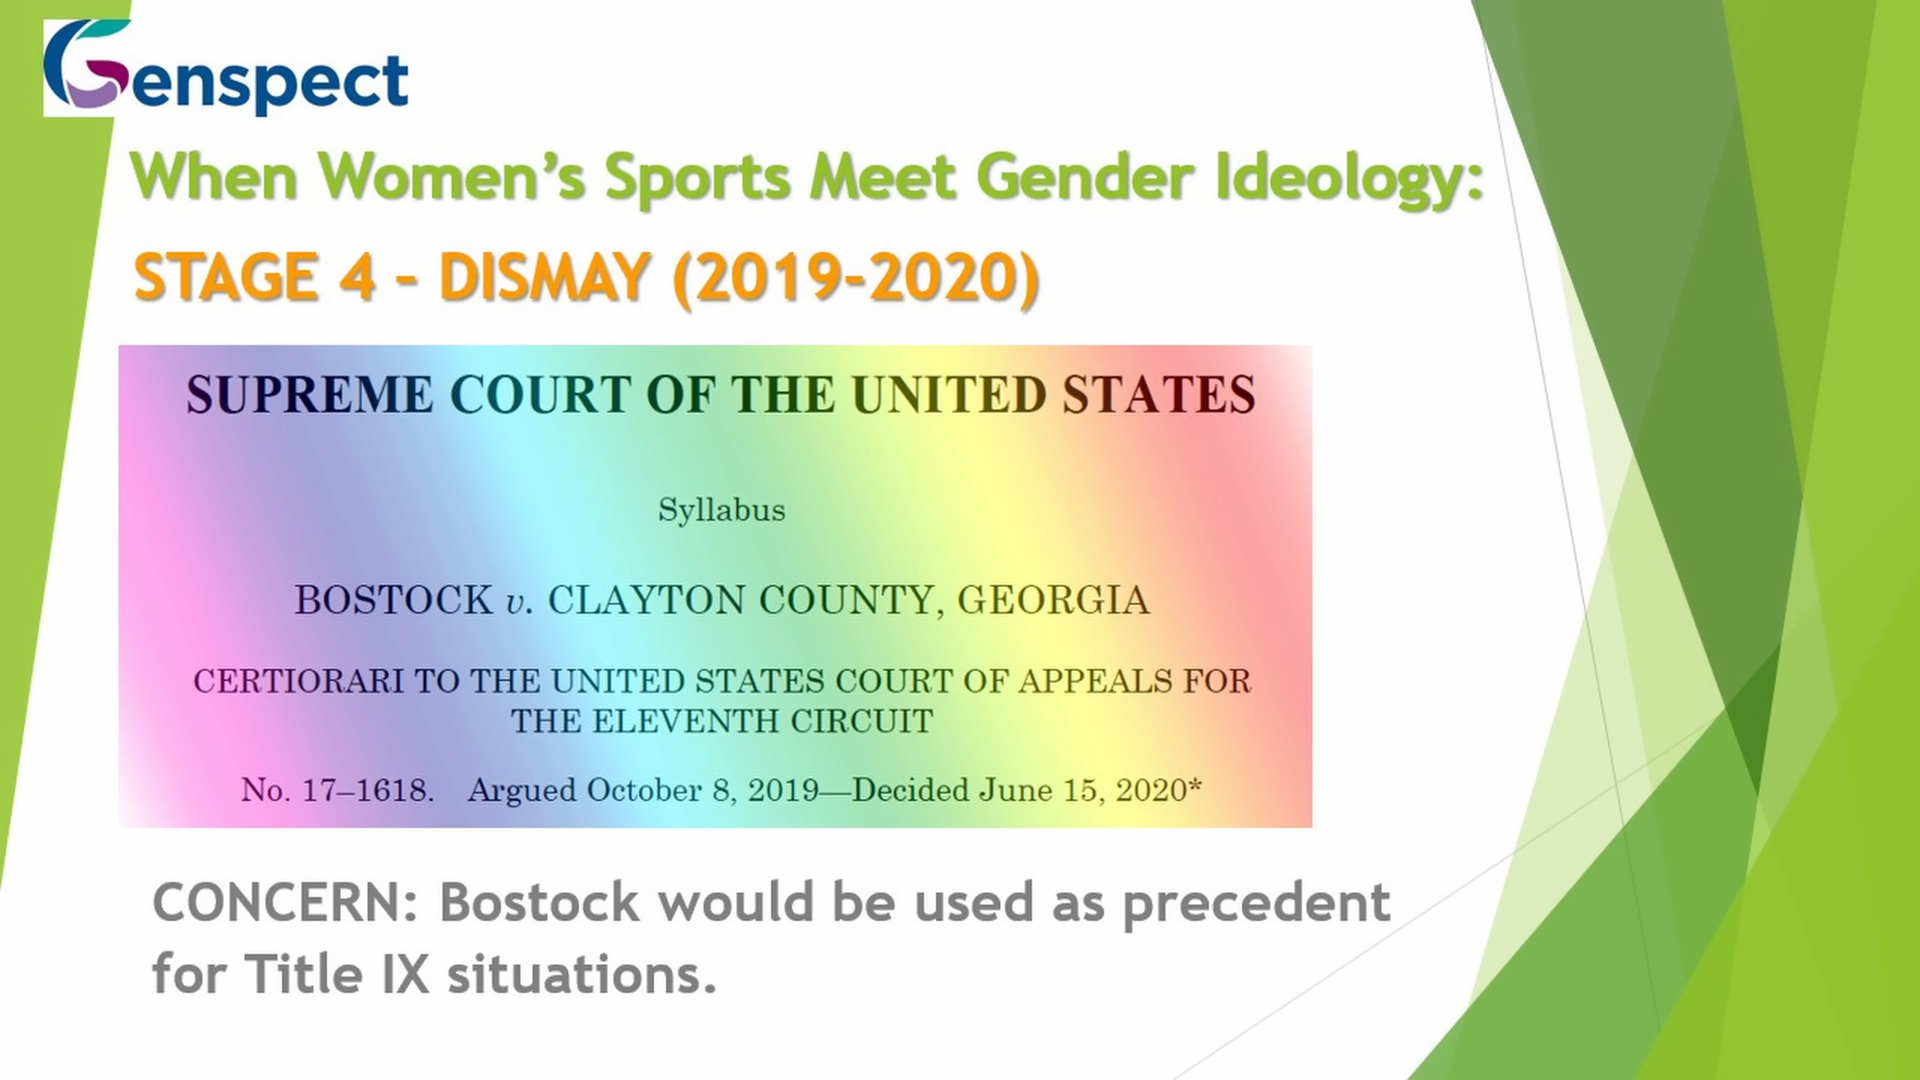 Genspect
When Women’s Sports Meet Gender Ideology:
STAGE 4 – DISMAY (2019-2020)
SUPREME COURT OF THE UNITED STATES
Syllabus
BOSTOCK v. CLAYTON COUNTY, GEORGIA
CERTIORARI TO THE UNITED STATES COURT OF APPEALS FOR
THE ELEVENTH CIRCUIT
No. 17–1618. Argued October 8, 2019—Decided June 15, 2020*
CONCERN: Bostock would be used as precedent
for Title IX situations.